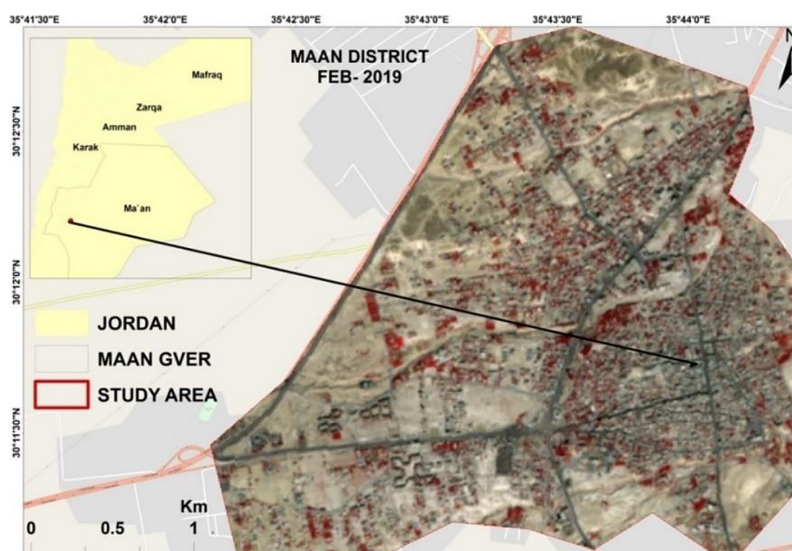 35°41'30"E 35°42'0"E 35°42'30"E 35°43'0"E 35°43'30"E 35°44'0"E
N
MAAN DISTRICT
FEB- 2019
Mafraq
Zarqa
Amman
Karak
Ma`an
30°12'30"N
30°12'0"N
30°11'30"N
JORDAN
MAAN GVER
STUDY AREA
Km
0 0.5 1